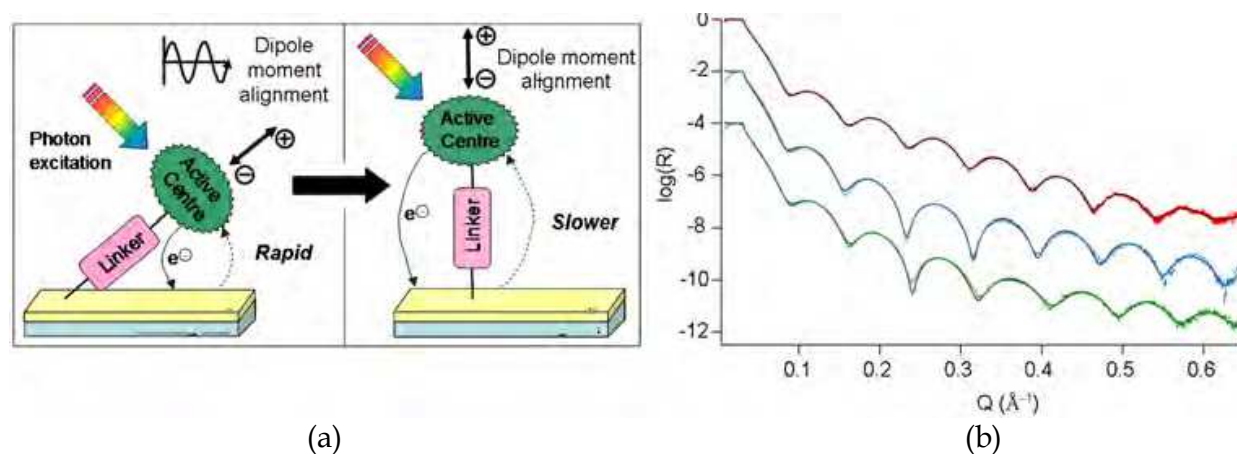 Dipole
moment
alignment
Photon
excitation
Active
Centre
Linker
e⊖
Rapid
Dipole moment
alignment
Active
Centre
Linker
e⊖
Slower
log(R)
0
-2
-4
-6
-8
-10
-12
0.1 0.2 0.3 0.4 0.5 0.6
Q (Å⁻¹)
(a) (b)